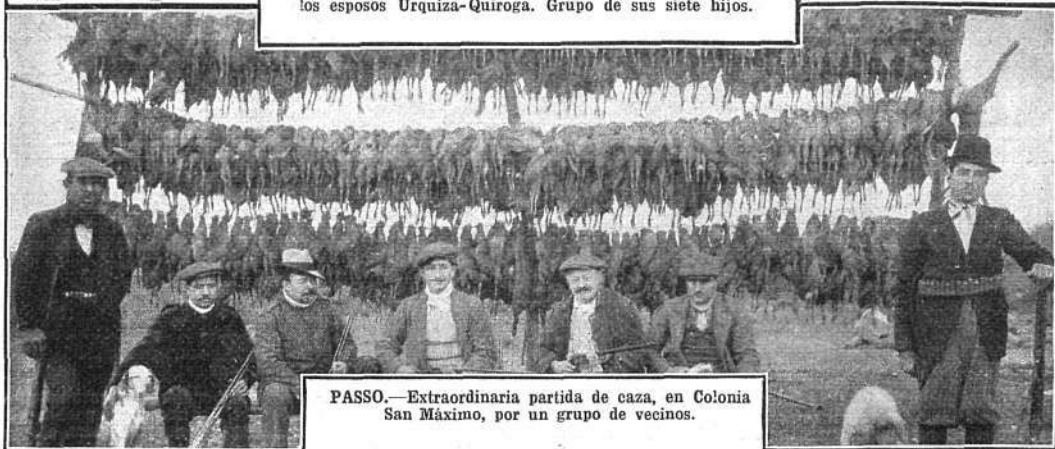 los esposos Urquiza-Quiroga. Grupo de sus siete hijos.
PASSO.—Extraordinaria partida de caza, en Colonia
San Máximo, por un grupo de vecinos.